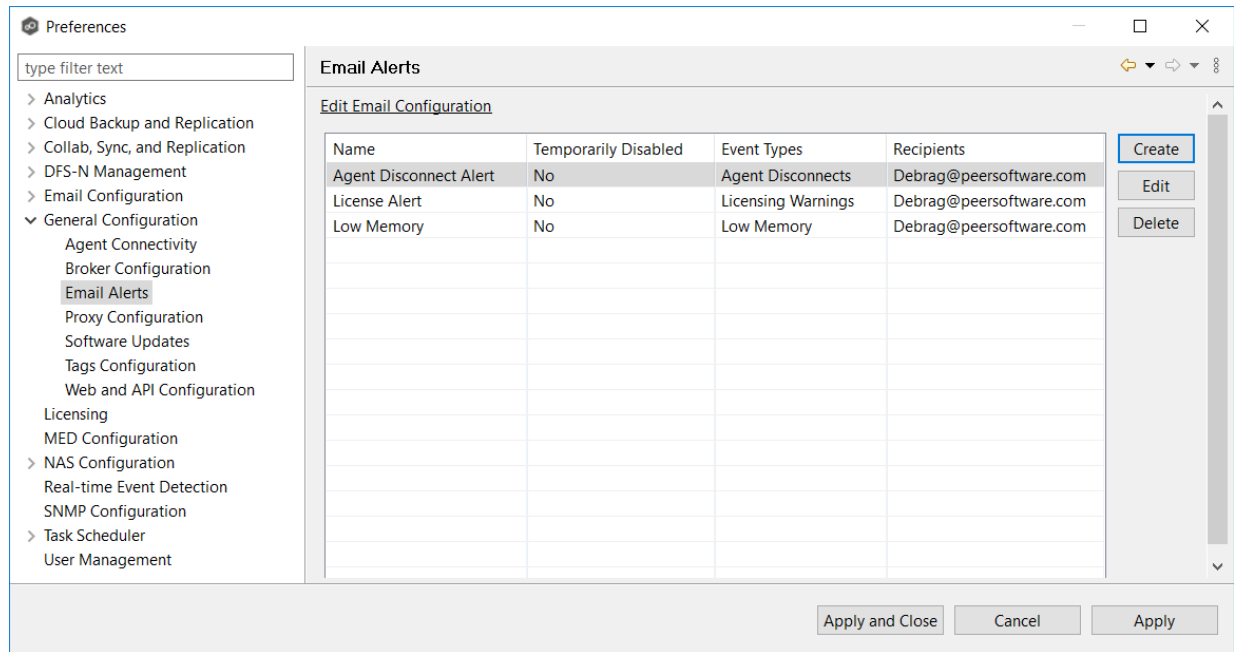 Preferences
type filter text
Analytics
Cloud Backup and Replication
Collab, Sync, and Replication
DFS-N Management
Email Configuration
General Configuration
Agent Connectivity
Broker Configuration
Email Alerts
Proxy Configuration
Software Updates
Tags Configuration
Web and API Configuration
Licensing
MED Configuration
NAS Configuration
Real-time Event Detection
SNMP Configuration
Task Scheduler
User Management
Email Alerts
Edit Email Configuration
Name Temporarily Disabled Event Types Recipients
Agent Disconnect Alert No Agent Disconnects Debrag@peersoftware.com
License Alert No Licensing Warnings Debrag@peersoftware.com
Low Memory No Low Memory Debrag@peersoftware.com
Create
Edit
Delete
Apply and Close Cancel Apply